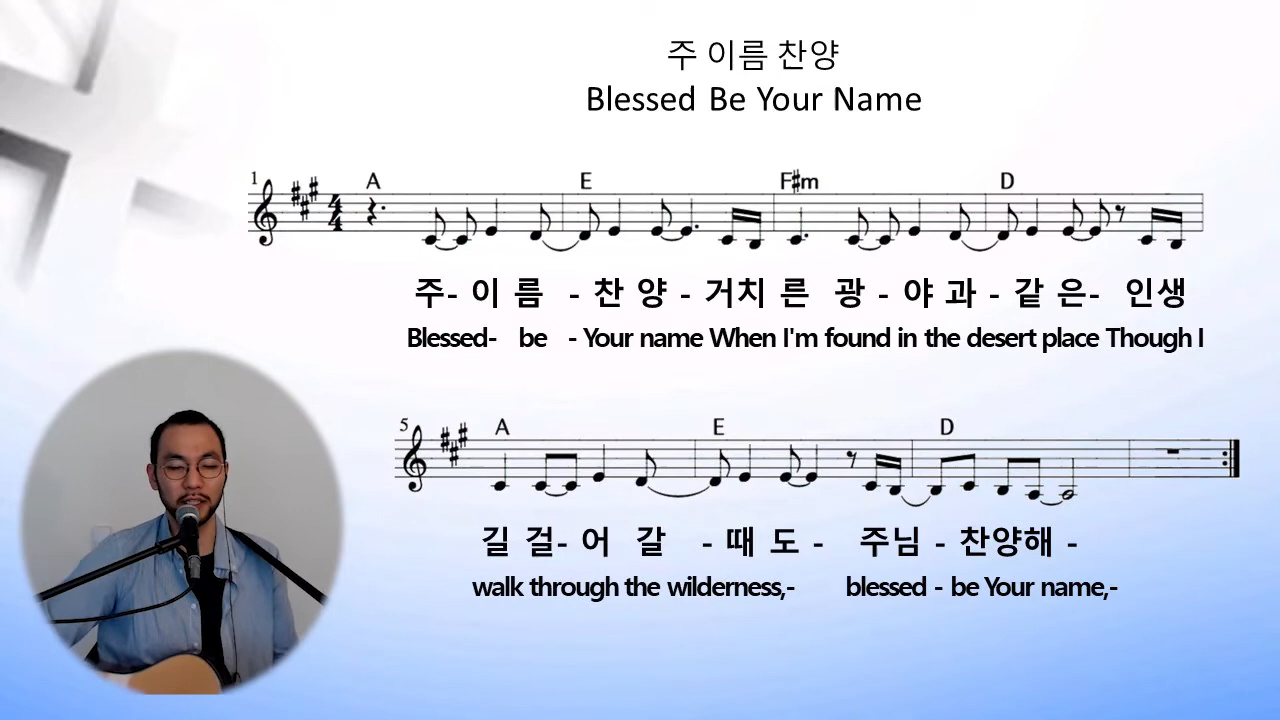 주 이름 찬양
Blessed Be Your Name
1 A E F#m D
주- 이 름 - 찬 양 - 거치 른 광 - 야 과 - 같 은- 인생
Blessed- be - Your name When I'm found in the desert place Though I
5 A E D
길 걸- 어 갈 - 때 도 - 주님 - 찬양해 -
walk through the wilderness,- blessed - be Your name,-